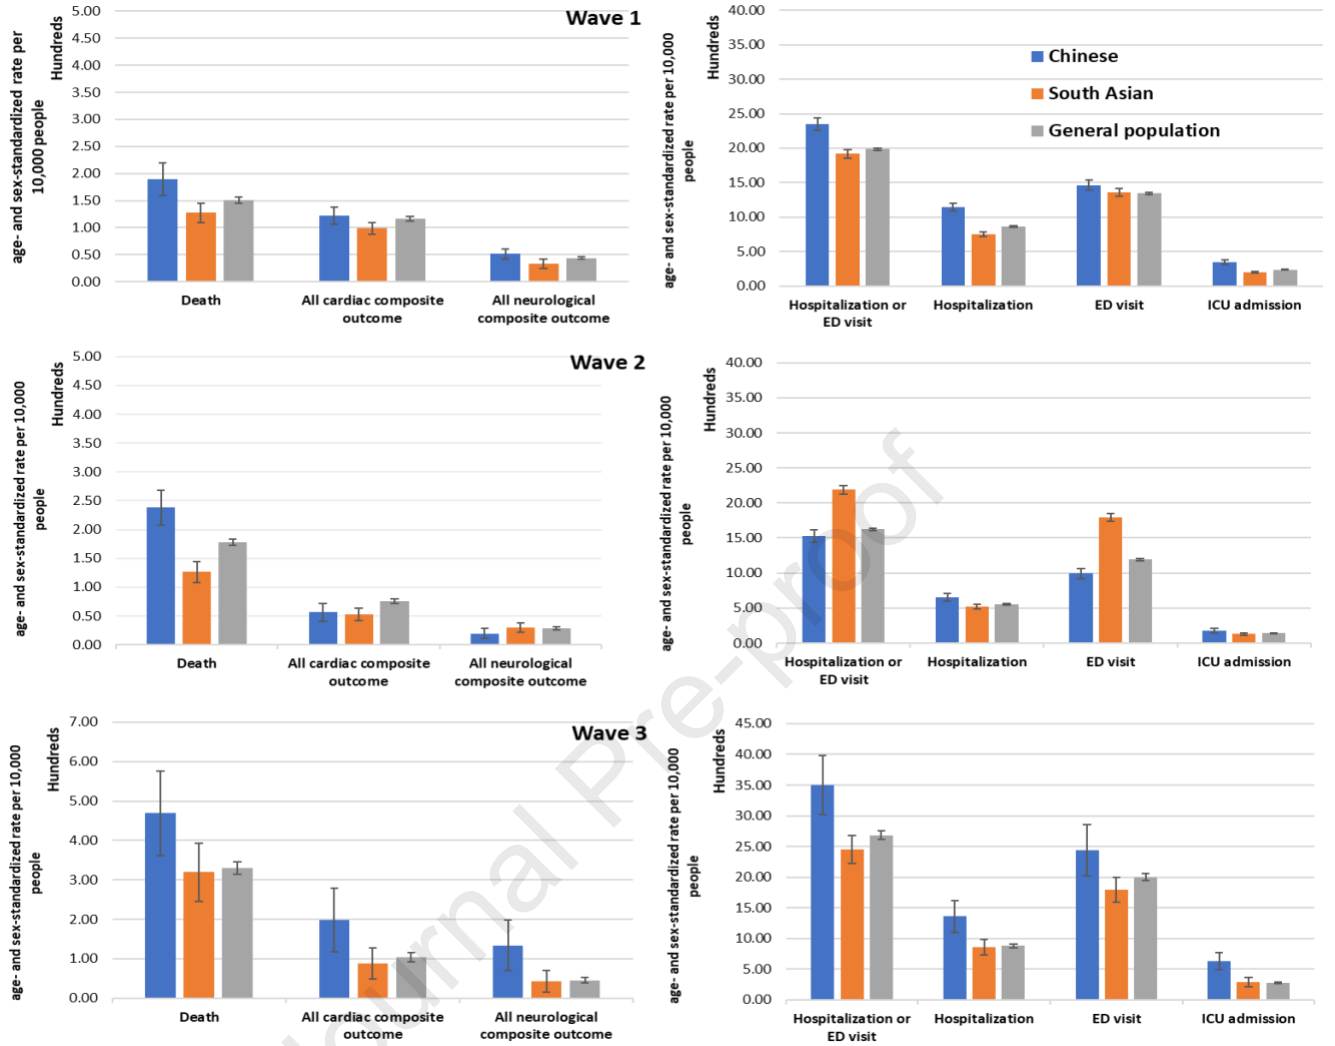 Wave 1
age- and sex-standardized rate per
10,000 people
Hundreds
5.00
4.50
4.00
3.50
3.00
2.50
2.00
1.50
1.00
0.50
0.00
Death
All cardiac composite
outcome
All neurological
composite outcome
age- and sex-standardized rate per 10,000
people
Hundreds
40.00
35.00
30.00
25.00
20.00
15.00
10.00
5.00
0.00
Chinese
South Asian
General population
Hospitalization or
ED visit
Hospitalization
ED visit
ICU admission
Wave 2
age- and sex-standardized rate per 10,000
people
Hundreds
5.00
4.50
4.00
3.50
3.00
2.50
2.00
1.50
1.00
0.50
0.00
Death
All cardiac composite
outcome
All neurological
composite outcome
age- and sex-standardized rate per 10,000
people
Hundreds
40.00
35.00
30.00
25.00
20.00
15.00
10.00
5.00
0.00
Hospitalization or
ED visit
Hospitalization
ED visit
ICU admission
Wave 3
age- and sex-standardized rate per 10,000
people
Hundreds
7.00
6.00
5.00
4.00
3.00
2.00
1.00
0.00
Death
All cardiac composite
outcome
All neurological
composite outcome
age- and sex-standardized rate per 10,000
people
Hundreds
45.00
40.00
35.00
30.00
25.00
20.00
15.00
10.00
5.00
0.00
Hospitalization or
ED visit
Hospitalization
ED visit
ICU admission
Journal Pre-proof